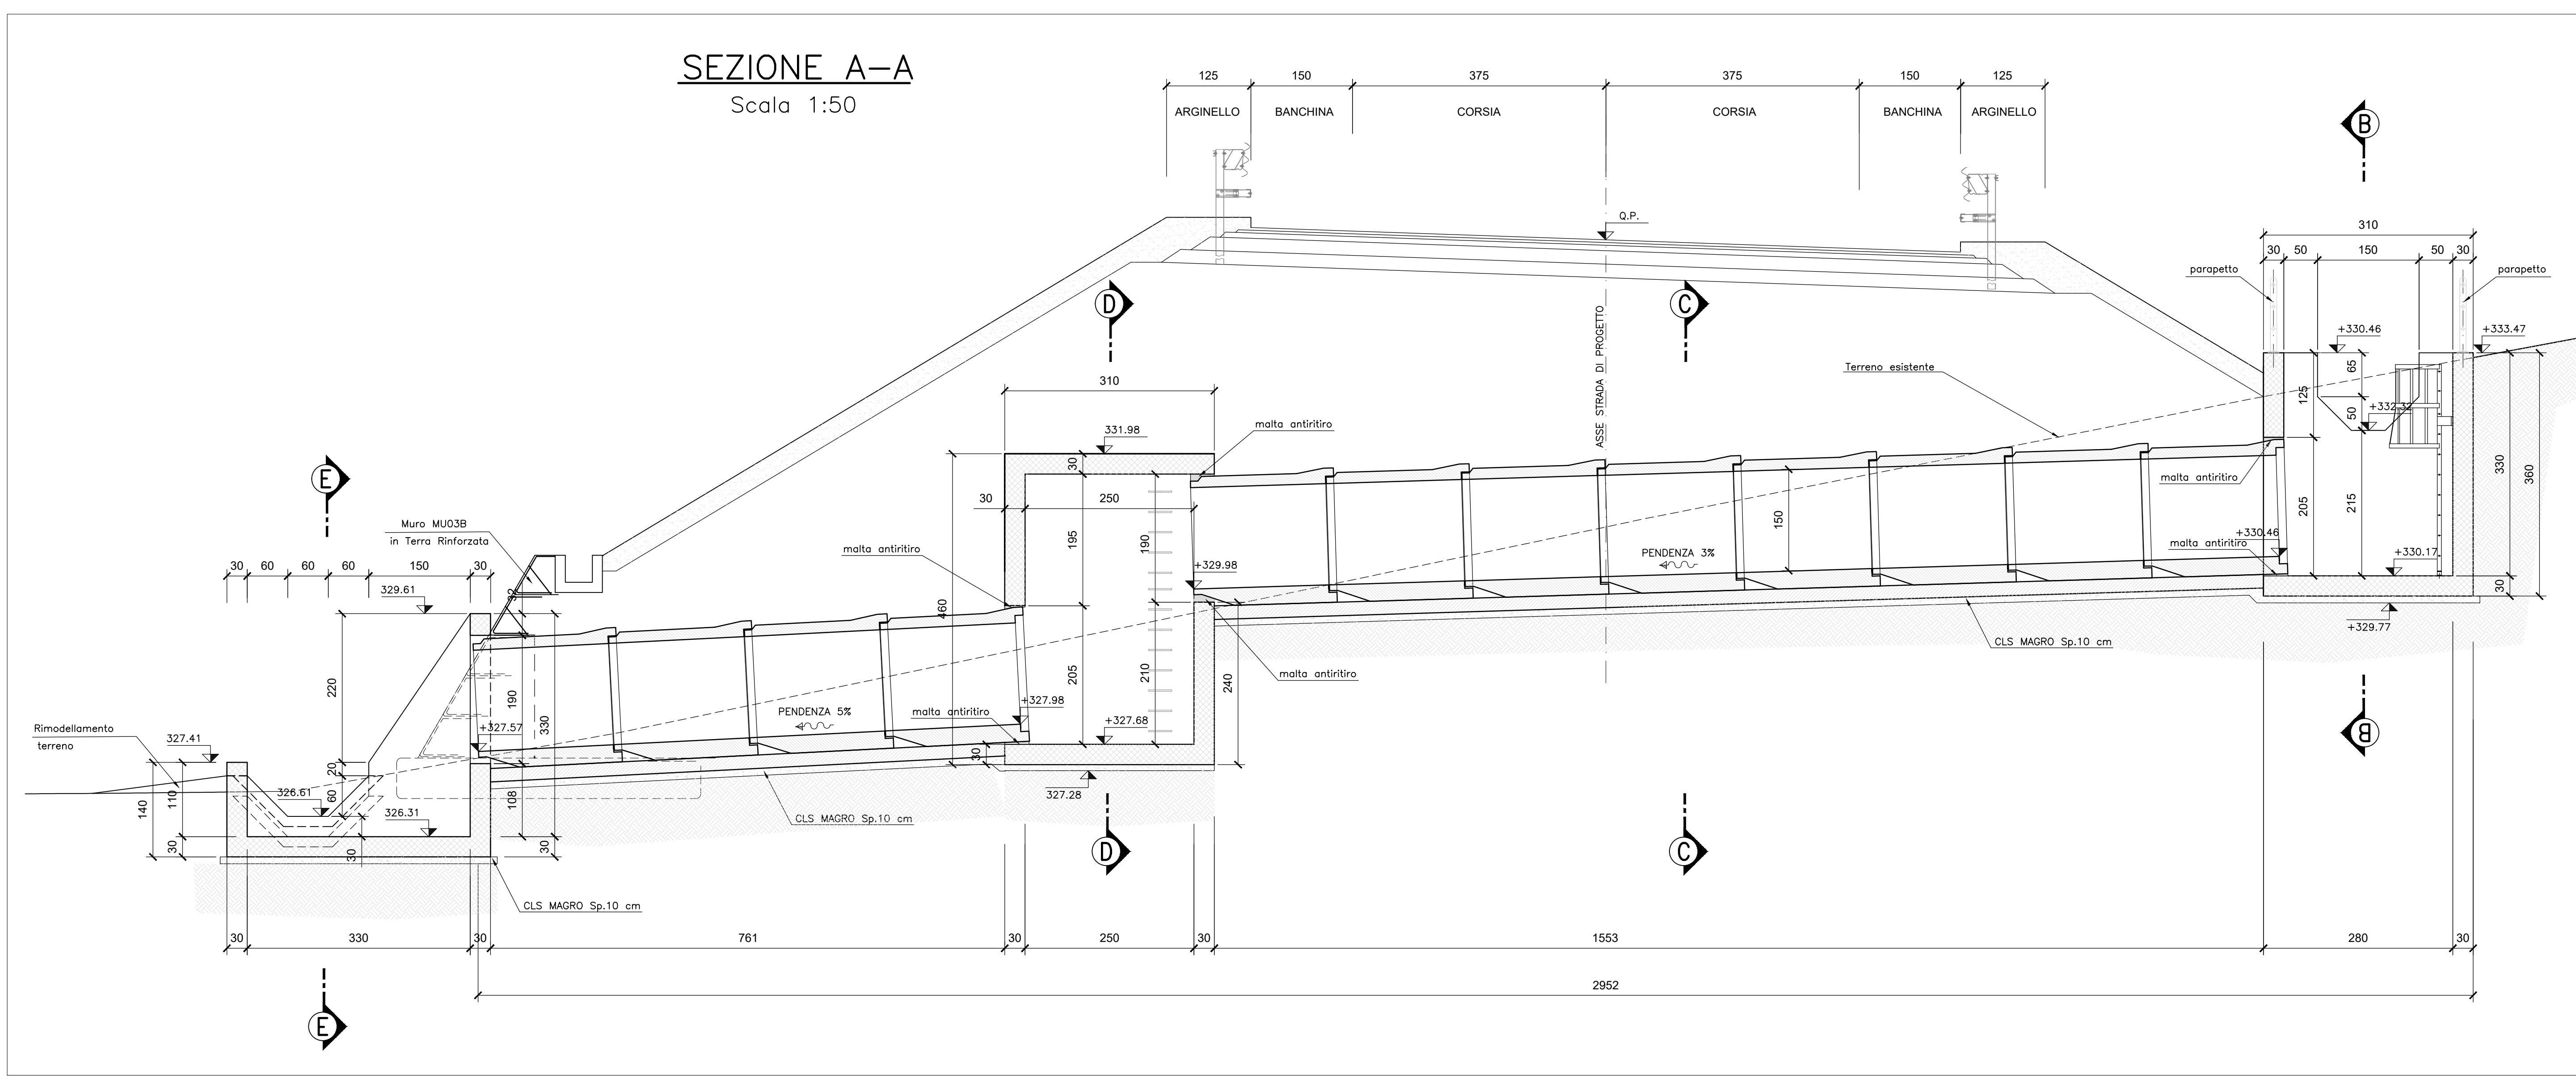 SEZIONE A-A
Scala 1:50
125 150 375 375 150 125
ARGINELLO BANCHINA CORSIA CORSIA BANCHINA ARGINELLO
B
Q.P.
310
30 50 150 50 30
parapetto
parapetto
D
C
ASSE STRADA DI PROGETTO
+330.46
+333.47
Terreno esistente
65
50
125
+332.32
330
360
310
331.98
malta antiritiro
30
30 250
E
Muro MU03B
in Terra Rinforzata
malta antiritiro
195
190
150
malta antiritiro
205
215
+330.46
malta antiritiro
PENDENZA 3%
+330.17
+329.98
30
30 60 60 60 150 30
329.61
32
460
+329.77
CLS MAGRO Sp.10 cm
malta antiritiro
220
190
330
205
210
240
+327.98
malta antiritiro
PENDENZA 5%
+327.68
+327.57
Rimodellamento
terreno
327.41
30
B
20
60
326.61
326.31
140
110
108
327.28
CLS MAGRO Sp.10 cm
30
30
30
D
C
CLS MAGRO Sp.10 cm
30 330 30 761 30 250 30 1553 280 30
2952
E